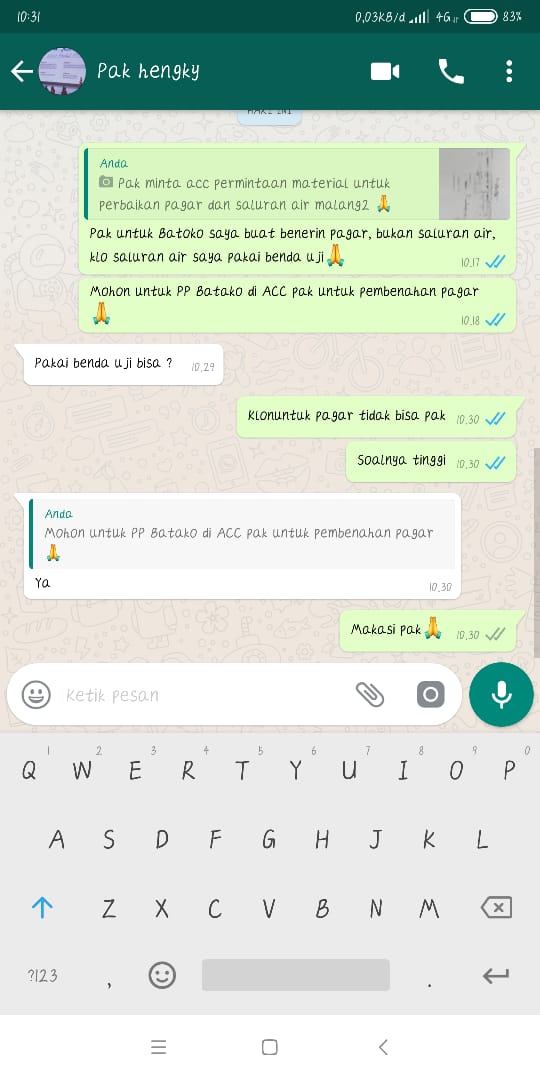 10:31
0,03KB/d
4G
83%
Pak hengky
HARI INI
Anda
Pak minta acc permintaan material untuk
perbaikan pagar dan saluran air malang2 🙏
Pak untuk Batoko saya buat benerin pagar, bukan saluran air,
klo saluran air saya pakai benda uji🙏
10.17
Mohon untuk PP Batako di ACC pak untuk pembenahan pagar
🙏
10.18
Pakai benda uji bisa ?
10.29
Klonuntuk pagar tidak bisa pak
10.30
Soalnya tinggi
10.30
Anda
Mohon untuk PP Batako di ACC pak untuk pembenahan pagar
🙏
Ya
10.30
Makasi pak🙏
10.30
Ketik pesan
1 2 3 4 5 6 7 8 9 0
Q W E R T Y U I O P
A S D F G H J K L
Z X C V B N M
?123 , .